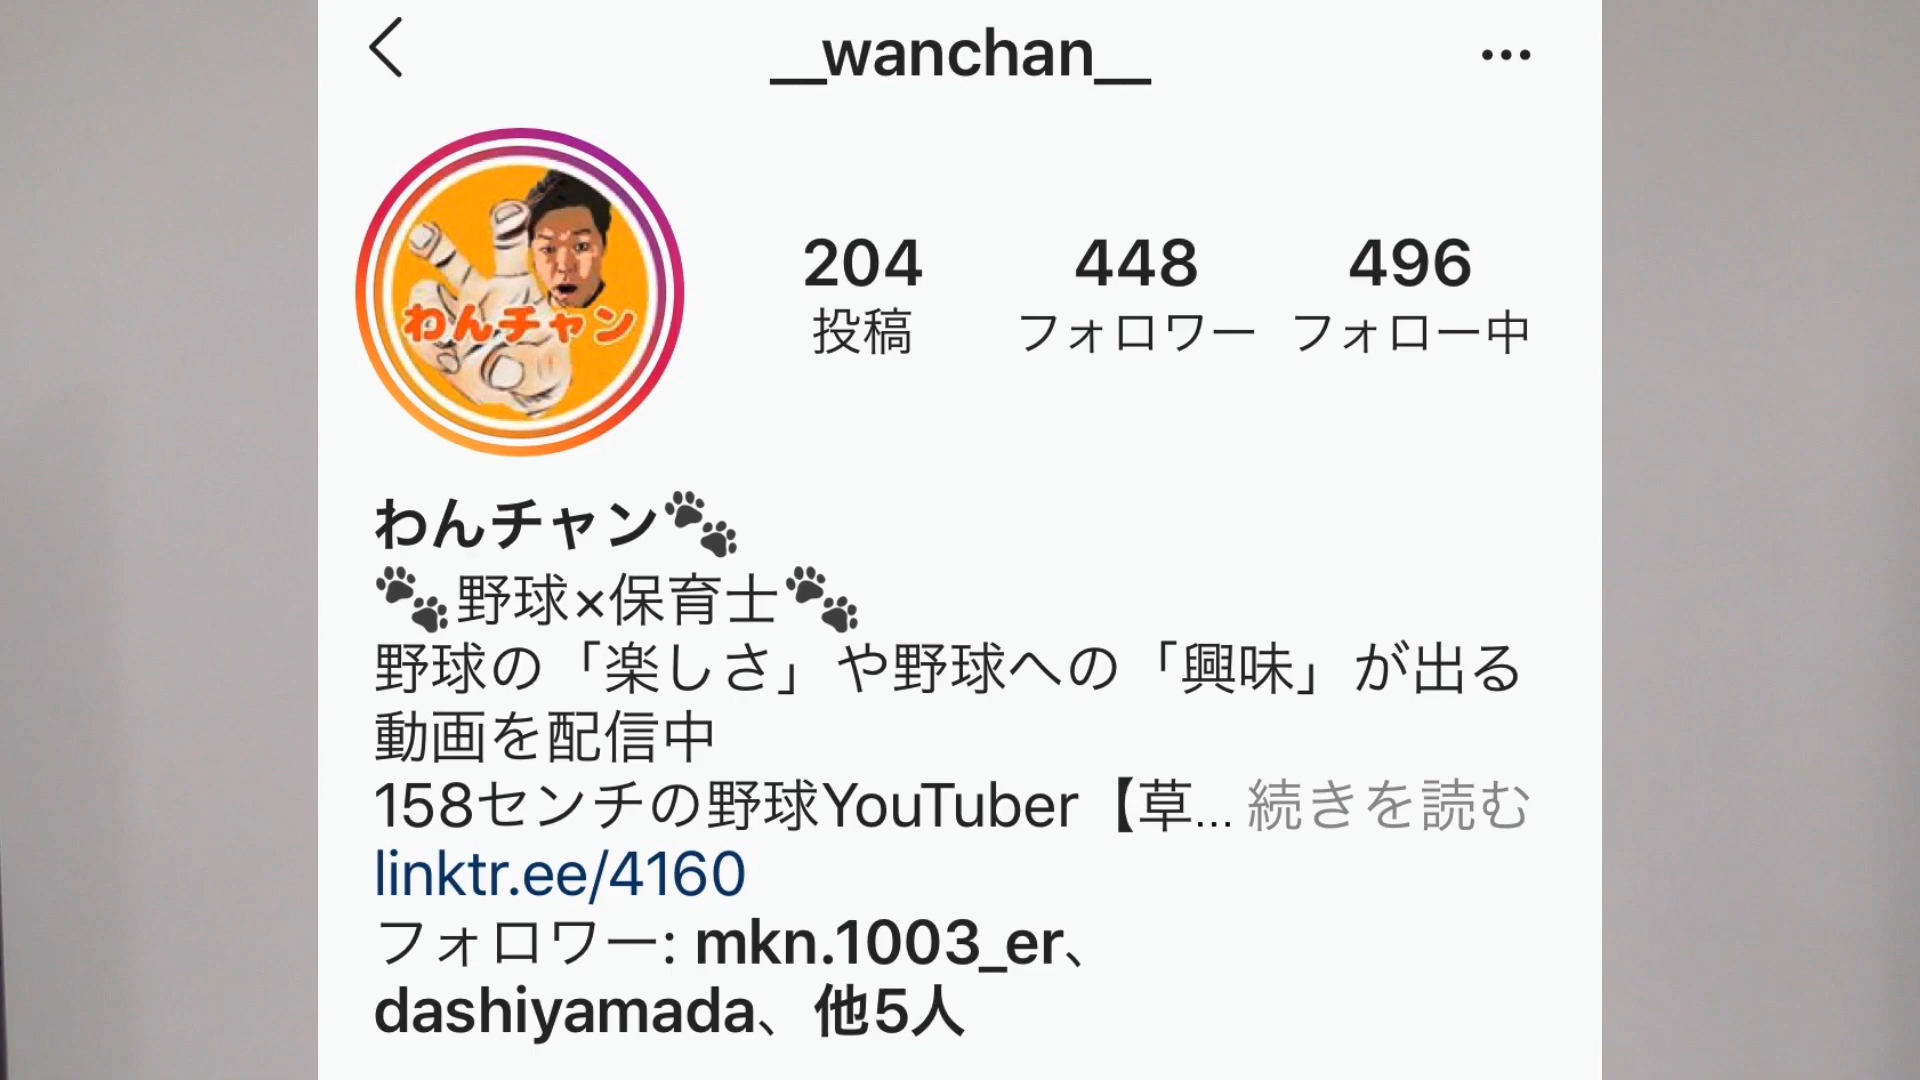 __wanchan__
わんチャン
204 448 496
投稿 フォロワー フォロー中
わんチャン🐾
🐾野球×保育士🐾
野球の「楽しさ」や野球への「興味」が出る
動画を配信中
158センチの野球YouTuber【草... 続きを読む
linktr.ee/4160
フォロワー: mkn.1003_er、
dashiyamada、他5人